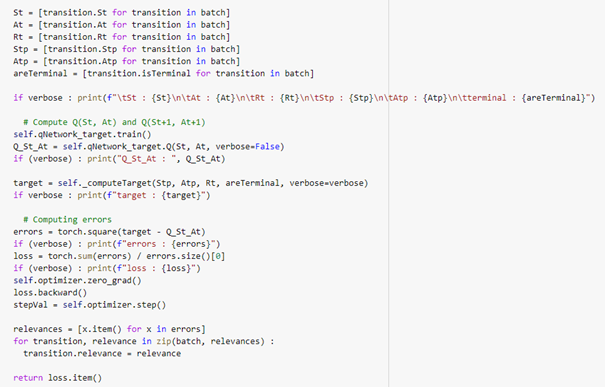 St = [transition.St for transition in batch]
At = [transition.At for transition in batch]
Rt = [transition.Rt for transition in batch]
Stp = [transition.Stp for transition in batch]
Atp = [transition.Atp for transition in batch]
areTerminal = [transition.isTerminal for transition in batch]

if verbose : print(f"\tSt : {St}\n\tAt : {At}\n\tRt : {Rt}\n\tStp : {Stp}\n\tAtp : {Atp}\n\tterminal : {areTerminal}")

  # Compute Q(St, At) and Q(St+1, At+1)
self.qNetwork_target.train()
Q_St_At = self.qNetwork_target.Q(St, At, verbose=False)
if (verbose) : print("Q_St_At : ", Q_St_At)

target = self._computeTarget(Stp, Atp, Rt, areTerminal, verbose=verbose)
if verbose : print(f"target : {target}")

  # Computing errors
errors = torch.square(target - Q_St_At)
if (verbose) : print(f"errors : {errors}")
loss = torch.sum(errors) / errors.size()[0]
if (verbose) : print(f"loss : {loss}")
self.optimizer.zero_grad()
loss.backward()
stepVal = self.optimizer.step()

relevances = [x.item() for x in errors]
for transition, relevance in zip(batch, relevances) :
  transition.relevance = relevance

return loss.item()